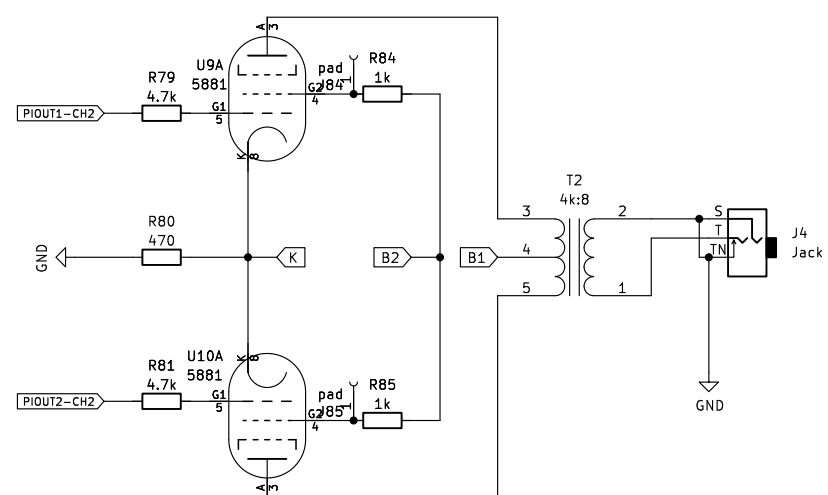 A
3
U9A
5881
pad
J84
1
R84
1k
R79
4.7k
G2
4
PIOUT1-CH2
G1
5
K
8
T2
4k:8
3
2
S
T
TN
J4
Jack
R80
470
GND
K
B2
B1
4
5
1
K
8
U10A
5881
R81
4.7k
pad
J85
1
R85
1k
PIOUT2-CH2
G1
5
G2
4
GND
A
3